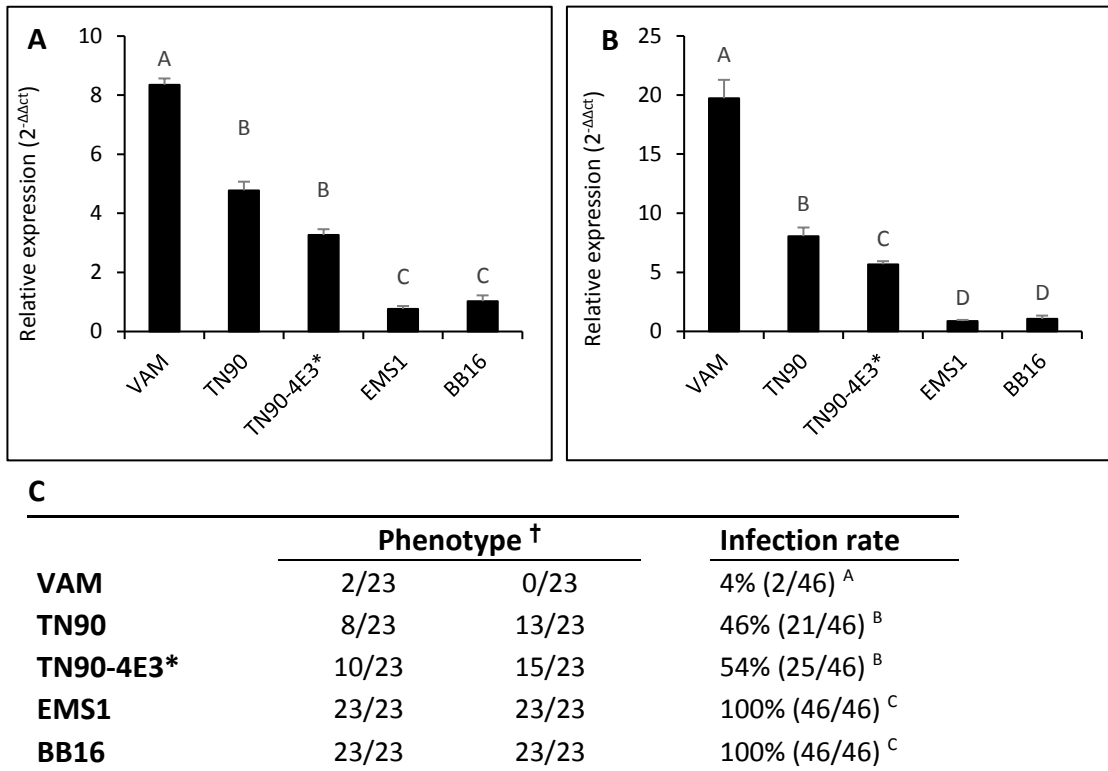 A
Relative expression (2-ΔΔct)
10
8
6
4
2
0
A
B
B
C
C
VAM
TN90
TN90-4E3*
EMS1
BB16
B
Relative expression (2-ΔΔct)
25
20
15
10
5
0
A
B
C
D
D
VAM
TN90
TN90-4E3*
EMS1
BB16
C
Phenotype † Infection rate
VAM 2/23 0/23 4% (2/46) A
TN90 8/23 13/23 46% (21/46) B
TN90-4E3* 10/23 15/23 54% (25/46) B
EMS1 23/23 23/23 100% (46/46) C
BB16 23/23 23/23 100% (46/46) C